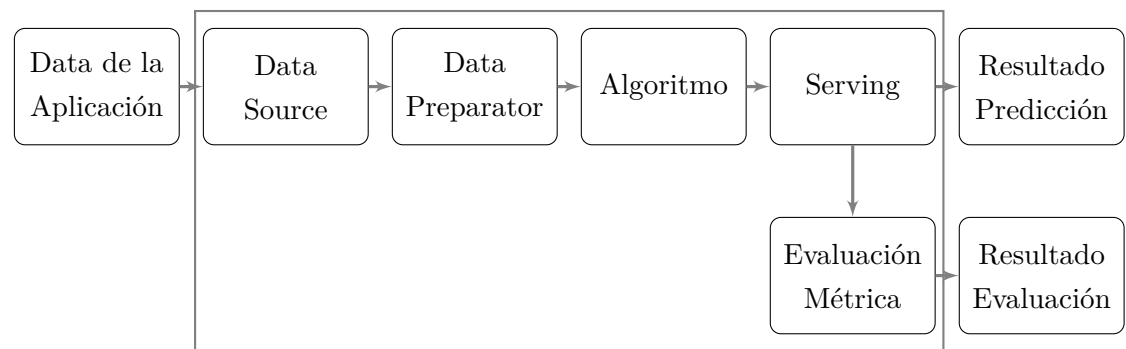 Data de la
Aplicación
Data
Source
Data
Preparator
Algoritmo
Serving
Resultado
Predicción
Evaluación
Métrica
Resultado
Evaluación